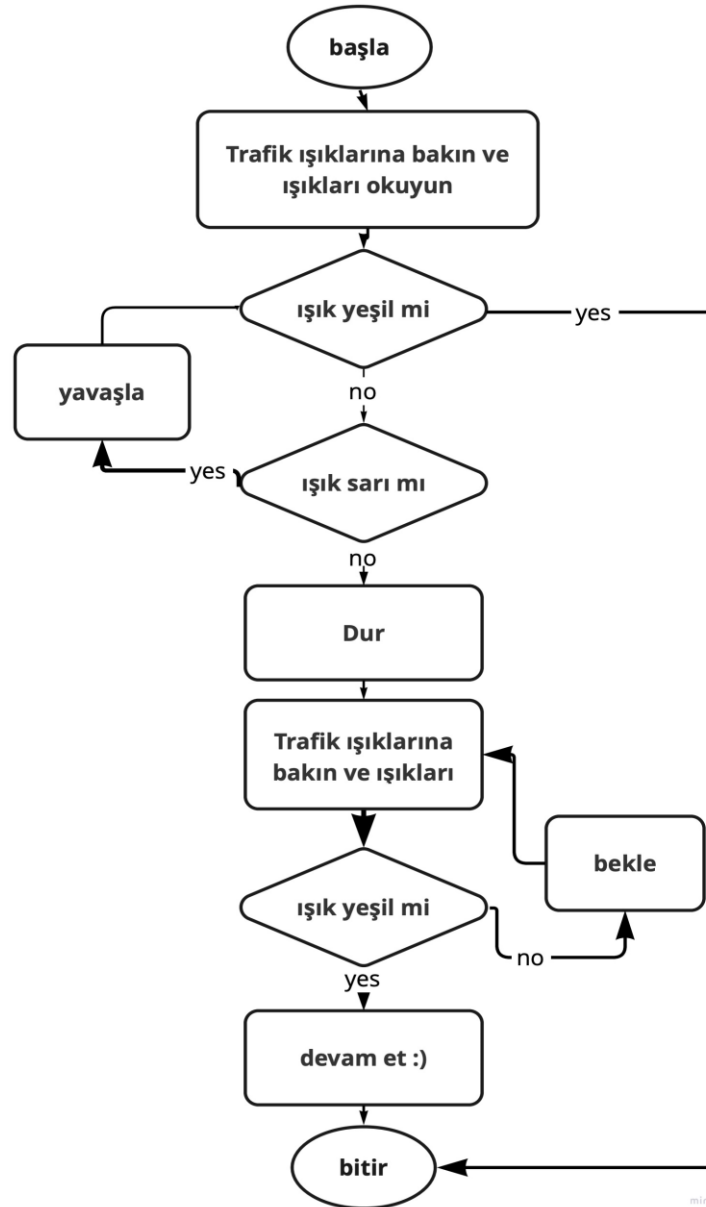 başla
Trafik ışıklarına bakın ve
ışıkları okuyun
ışık yeşil mi
yes
no
yavaşla
yes
ışık sarı mı
no
Dur
Trafik ışıklarına
bakın ve ışıkları
bekle
ışık yeşil mi
no
yes
devam et :)
bitir